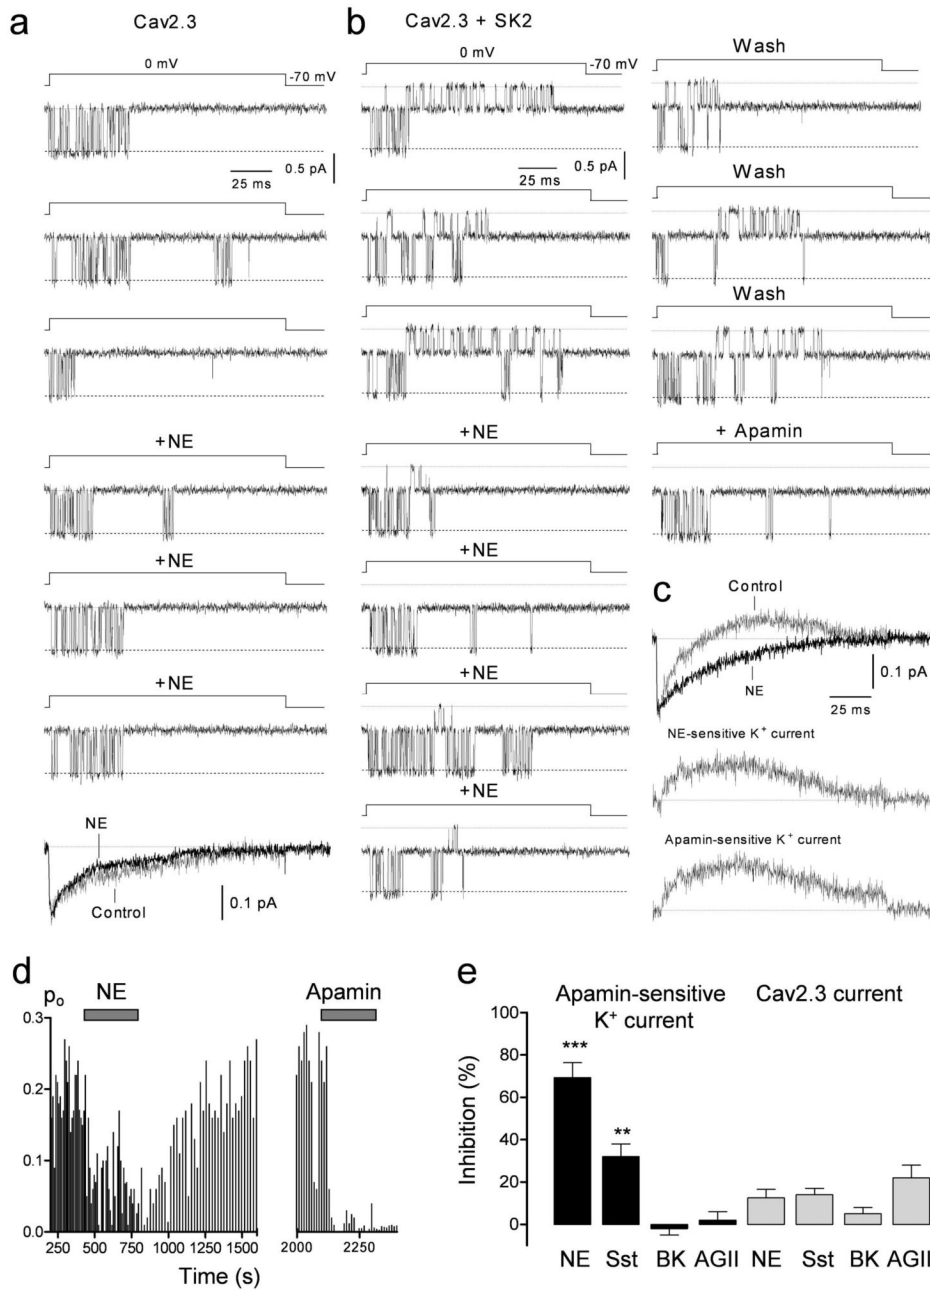 a
Cav2.3
0 mV
-70 mV
0.5 pA
25 ms
+NE
+NE
+NE
NE
Control
0.1 pA
b
Cav2.3 + SK2
0 mV
-70 mV
0.5 pA
25 ms
+NE
+NE
+NE
+NE
Wash
Wash
Wash
+ Apamin
c
Control
NE
0.1 pA
25 ms
NE-sensitive K⁺ current
Apamin-sensitive K⁺ current
d
pₒ
NE
Apamin
0.3
0.2
0.1
0.0
250 500 750 1000 1250 1500
2000 2250
Time (s)
e
Apamin-sensitive
K⁺ current
Cav2.3 current
Inhibition (%)
100
80
60
40
20
0
***
**
NE Sst BK AGII NE Sst BK AGII